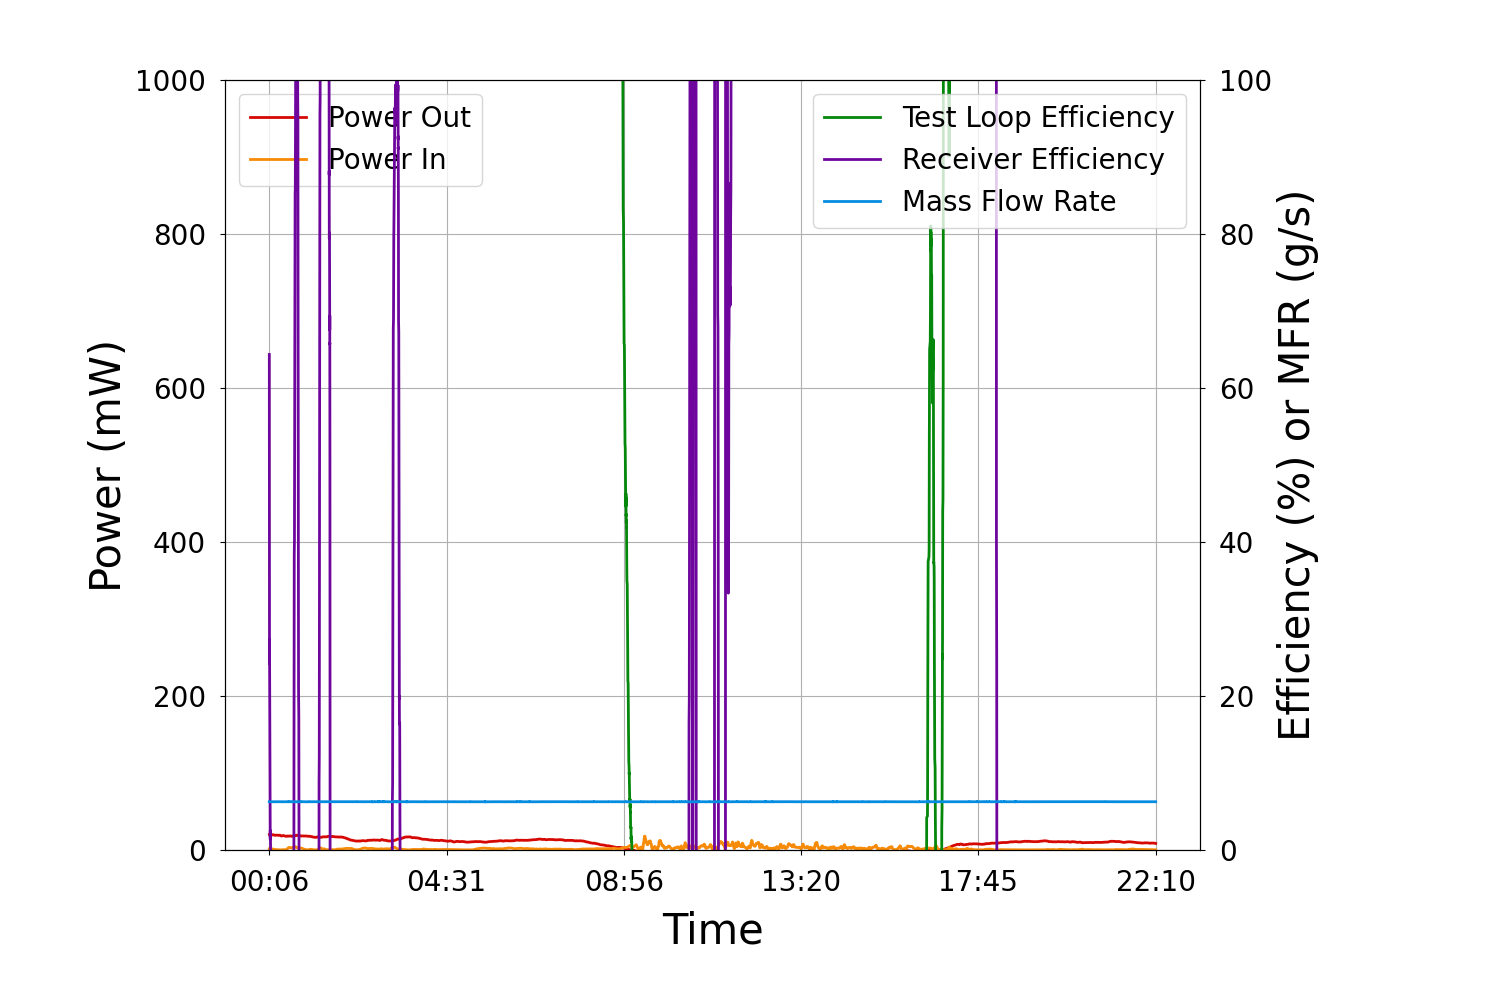 1000
800
600
400
200
0
Power (mW)
Power Out
Power In
Test Loop Efficiency
Receiver Efficiency
Mass Flow Rate
100
80
60
40
20
0
Efficiency (%) or MFR (g/s)
00:06 04:31 08:56 13:20 17:45 22:10
Time